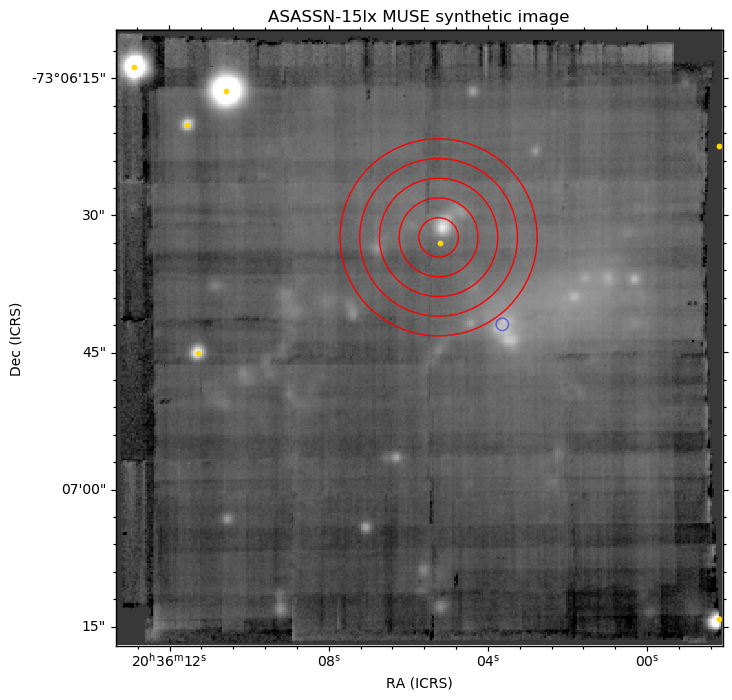 ASASSN-15lx MUSE synthetic image
-73°06'15"
30"
45"
07'00"
15"
Dec (ICRS)
20ʰ36ᵐ12ˢ
08ˢ
04ˢ
00ˢ
RA (ICRS)